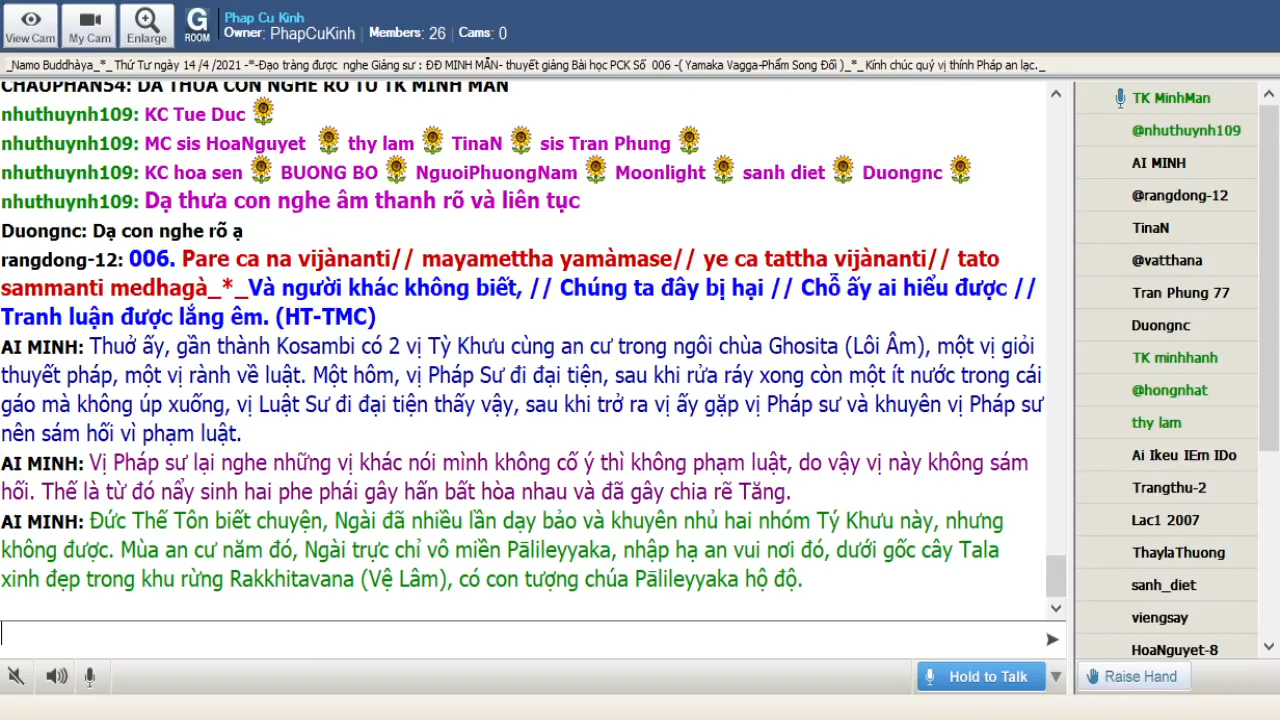 View Cam
My Cam
Enlarge
G
ROOM
Phap Cu Kinh
Owner: PhapCuKinh | Members: 26 | Cams: 0
_Namo Buddhàya_*_ Thứ Tư ngày 14 /4 /2021 -*-Đạo tràng được nghe Giảng sư : ĐĐ MINH MẪN- thuyết giảng Bài học PCK Số 006 -( Yamaka Vagga-Phẩm Song Đối )_*_ Kính chúc quý vị thính Pháp an lạc._
CHAUPHAN54: DẠ THƯA CON NGHE RÕ TỪ TK MINH MẪN
nhuthuynh109: KC Tue Duc
nhuthuynh109: MC sis HoaNguyet thy lam TinaN sis Tran Phung
nhuthuynh109: KC hoa sen BUONG BO NguoiPhuongNam Moonlight sanh diet Duongnc
nhuthuynh109: Dạ thưa con nghe âm thanh rõ và liên tục
Duongnc: Dạ con nghe rõ ạ
rangdong-12: 006. Pare ca na vijànanti// mayamettha yamàmase// ye ca tattha vijànanti// tato
sammanti medhagà_*_Và người khác không biết, // Chúng ta đây bị hại // Chỗ ấy ai hiểu được //
Tranh luận được lắng êm. (HT-TMC)
AI MINH: Thuở ấy, gần thành Kosambi có 2 vị Tỳ Khưu cùng an cư trong ngôi chùa Ghosita (Lôi Âm), một vị giỏi
thuyết pháp, một vị rành về luật. Một hôm, vị Pháp Sư đi đại tiện, sau khi rửa ráy xong còn một ít nước trong cái
gáo mà không úp xuống, vị Luật Sư đi đại tiện thấy vậy, sau khi trở ra vị ấy gặp vị Pháp sư và khuyên vị Pháp sư
nên sám hối vì phạm luật.
AI MINH: Vị Pháp sư lại nghe những vị khác nói mình không cố ý thì không phạm luật, do vậy vị này không sám
hối. Thế là từ đó nẩy sinh hai phe phái gây hấn bất hòa nhau và đã gây chia rẽ Tăng.
AI MINH: Đức Thế Tôn biết chuyện, Ngài đã nhiều lần dạy bảo và khuyên nhủ hai nhóm Tỳ Khưu này, nhưng
không được. Mùa an cư năm đó, Ngài trực chỉ vô miền Pālileyyaka, nhập hạ an vui nơi đó, dưới gốc cây Tala
xinh đẹp trong khu rừng Rakkhitavana (Vệ Lâm), có con tượng chúa Pālileyyaka hộ độ.
Hold to Talk
TK MinhMan
@nhuthuynh109
AI MINH
@rangdong-12
TinaN
@vatthana
Tran Phung 77
Duongnc
TK minhhanh
@hongnhat
thy lam
Ai Ikeu IEm IDo
Trangthu-2
Lac1 2007
ThaylaThuong
sanh_diet
viengsay
HoaNguyet-8
Raise Hand